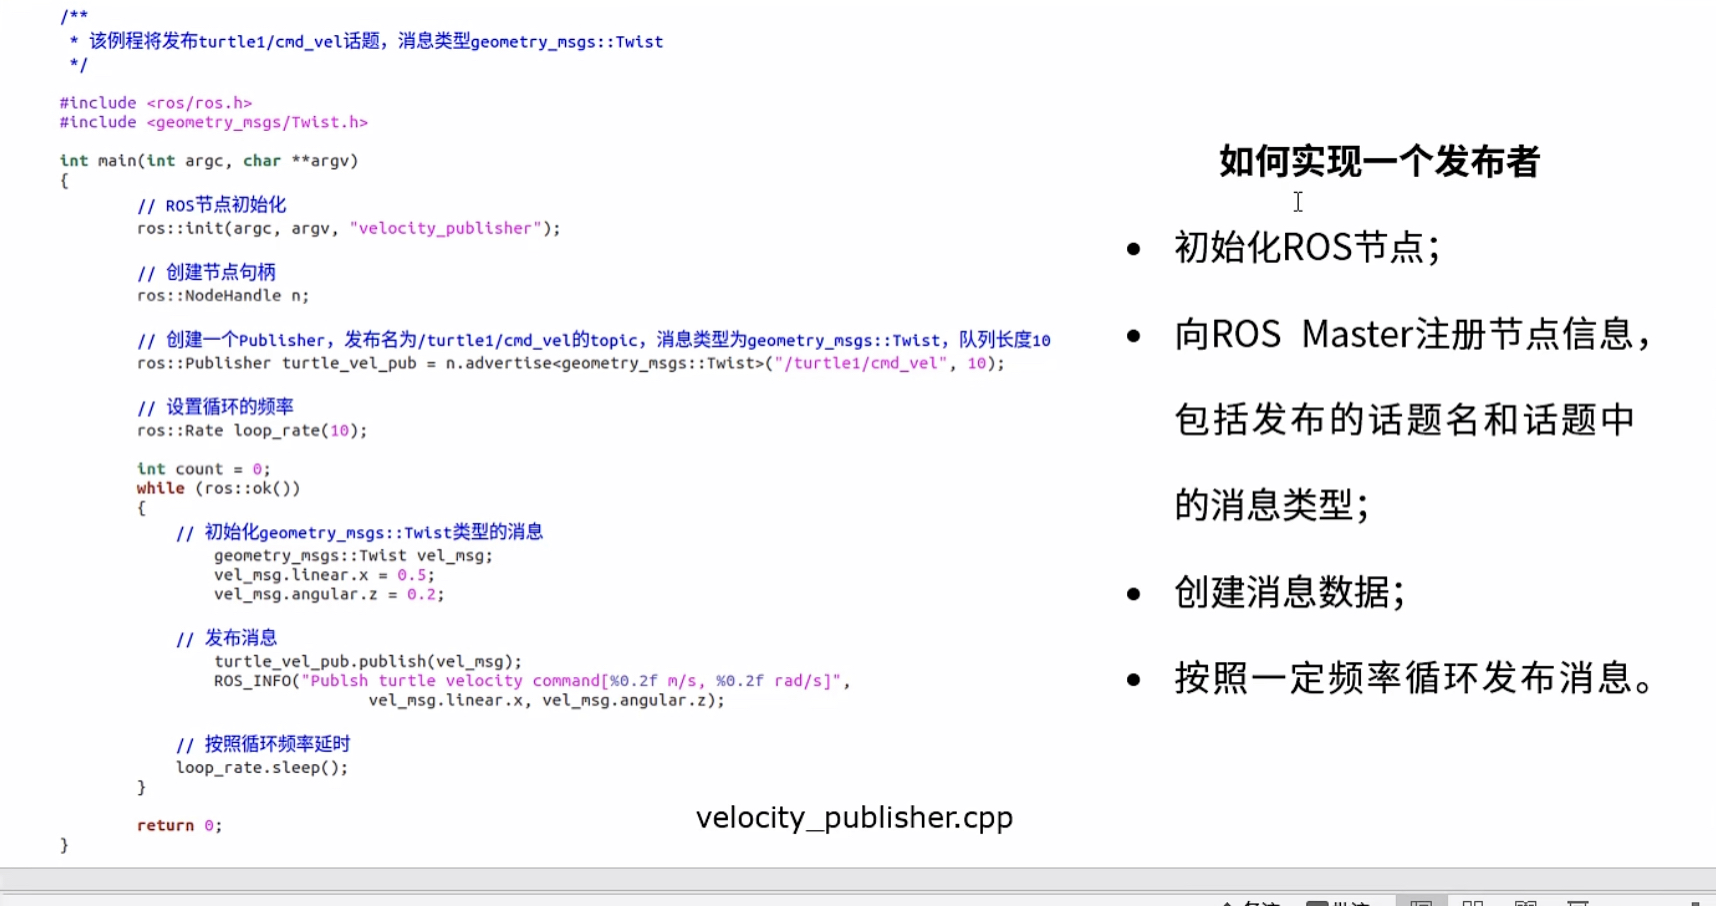 /**
 * 该例程将发布turtle1/cmd_vel话题，消息类型geometry_msgs::Twist
 */
#include <ros/ros.h>
#include <geometry_msgs/Twist.h>
int main(int argc, char **argv)
{
// ROS节点初始化
ros::init(argc, argv, "velocity_publisher");
// 创建节点句柄
ros::NodeHandle n;
// 创建一个Publisher，发布名为/turtle1/cmd_vel的topic，消息类型为geometry_msgs::Twist，队列长度10
ros::Publisher turtle_vel_pub = n.advertise<geometry_msgs::Twist>("/turtle1/cmd_vel", 10);
// 设置循环的频率
ros::Rate loop_rate(10);
int count = 0;
while (ros::ok())
{
// 初始化geometry_msgs::Twist类型的消息
geometry_msgs::Twist vel_msg;
vel_msg.linear.x = 0.5;
vel_msg.angular.z = 0.2;
// 发布消息
turtle_vel_pub.publish(vel_msg);
ROS_INFO("Publsh turtle velocity command[%0.2f m/s, %0.2f rad/s]",
vel_msg.linear.x, vel_msg.angular.z);
// 按照循环频率延时
loop_rate.sleep();
}
return 0;
}
velocity_publisher.cpp
如何实现一个发布者
• 初始化ROS节点；
• 向ROS Master注册节点信息，
包括发布的话题名和话题中
的消息类型；
• 创建消息数据；
• 按照一定频率循环发布消息。